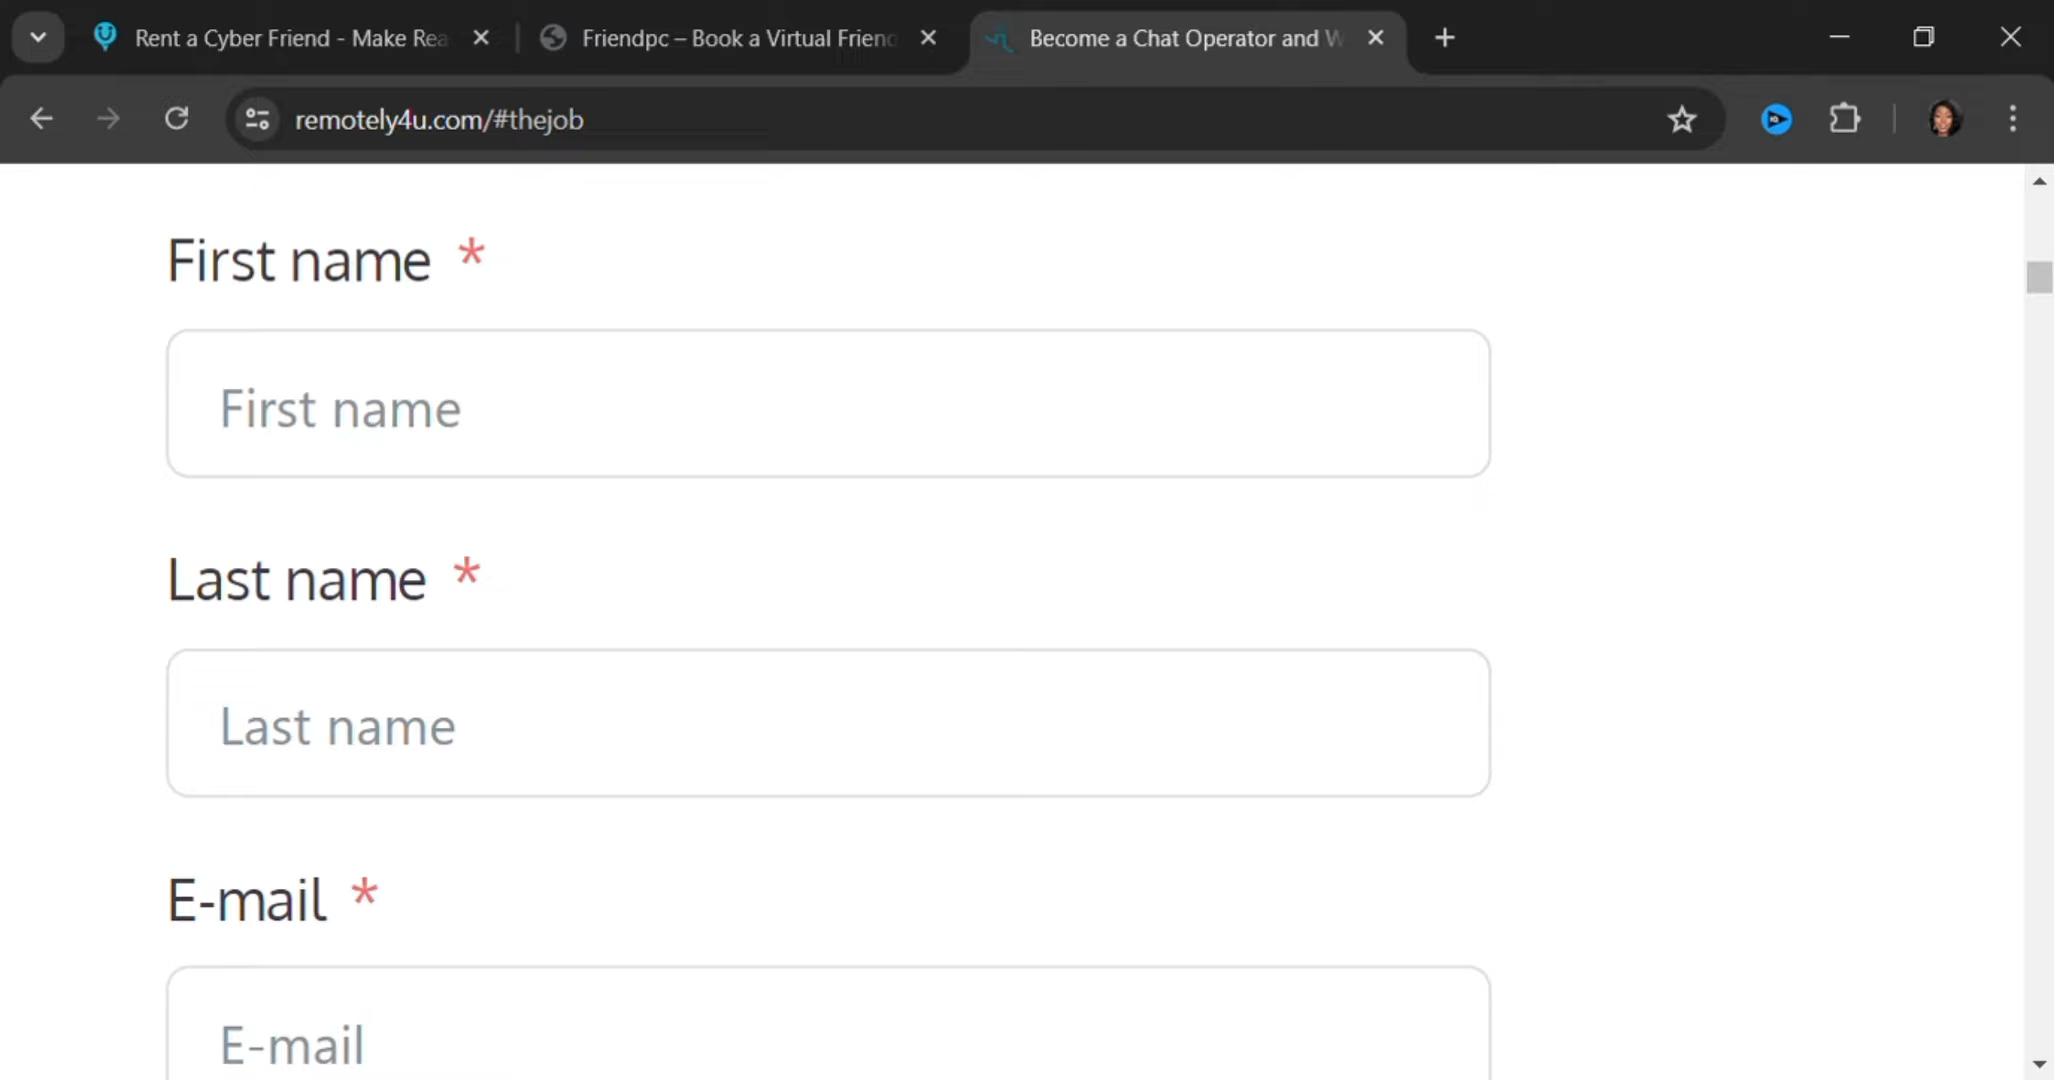 Rent a Cyber Friend - Make Rea
Friendpc – Book a Virtual Friend
Become a Chat Operator and W
remotely4u.com/#thejob
First name *
First name
Last name *
Last name
E-mail *
E-mail